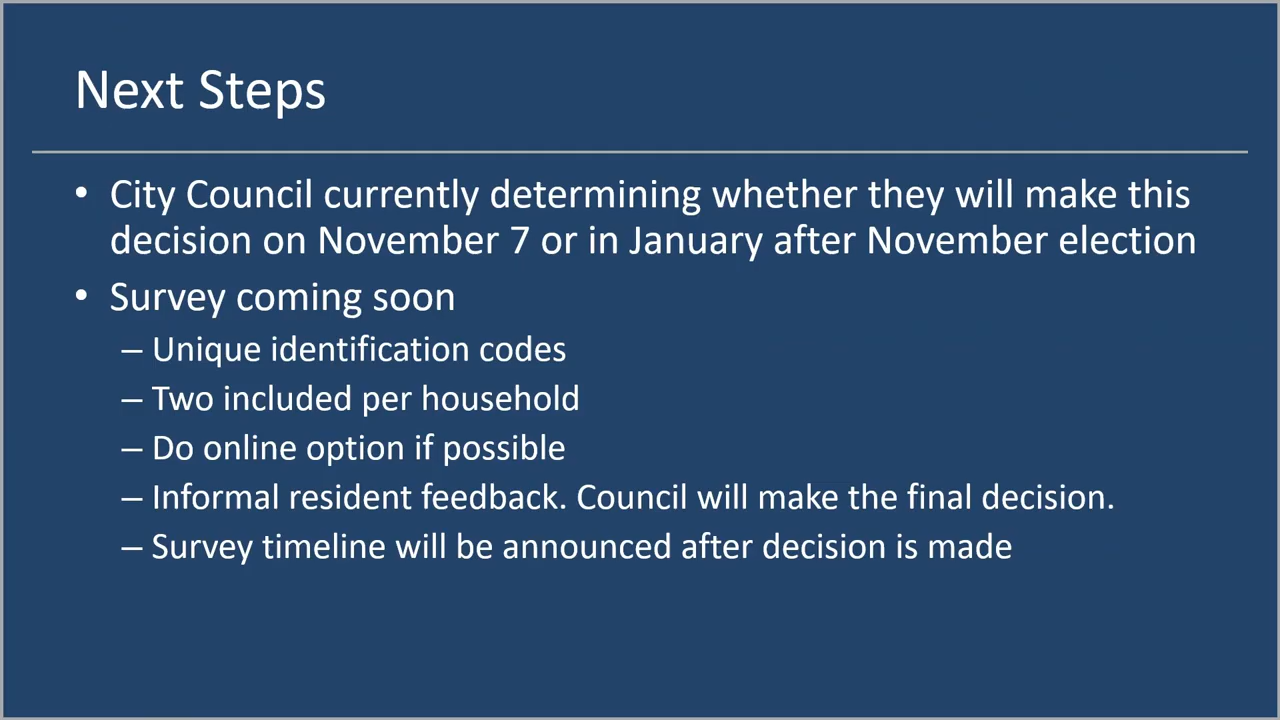 Next Steps
• City Council currently determining whether they will make this
decision on November 7 or in January after November election
• Survey coming soon
– Unique identification codes
– Two included per household
– Do online option if possible
– Informal resident feedback. Council will make the final decision.
– Survey timeline will be announced after decision is made